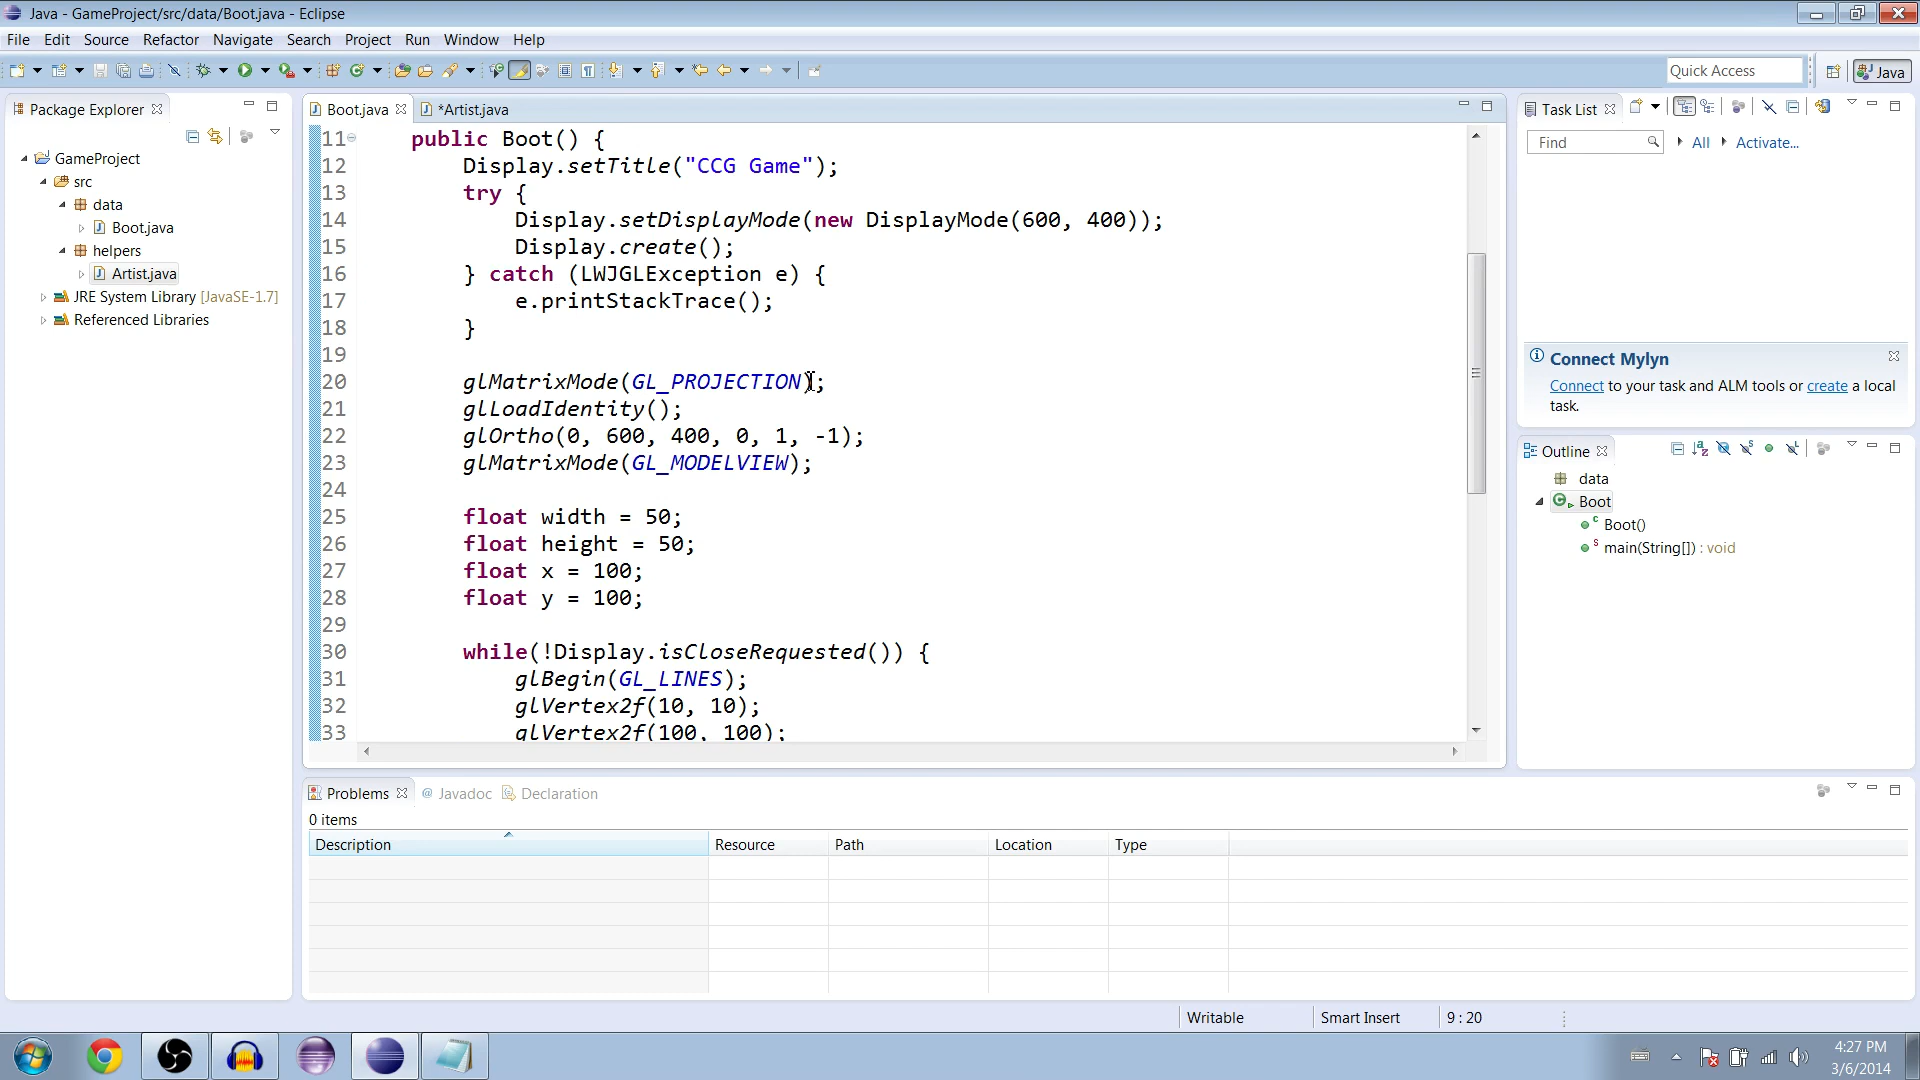 Java - GameProject/src/data/Boot.java - Eclipse
File Edit Source Refactor Navigate Search Project Run Window Help
Quick Access
Java
Package Explorer
GameProject
src
data
Boot.java
helpers
Artist.java
JRE System Library [JavaSE-1.7]
Referenced Libraries
Boot.java *Artist.java
11 public Boot() {
12 Display.setTitle("CCG Game");
13 try {
14 Display.setDisplayMode(new DisplayMode(600, 400));
15 Display.create();
16 } catch (LWJGLException e) {
17 e.printStackTrace();
18 }
19
20 glMatrixMode(GL_PROJECTION);
21 glLoadIdentity();
22 glOrtho(0, 600, 400, 0, 1, -1);
23 glMatrixMode(GL_MODELVIEW);
24
25 float width = 50;
26 float height = 50;
27 float x = 100;
28 float y = 100;
29
30 while(!Display.isCloseRequested()) {
31 glBegin(GL_LINES);
32 glVertex2f(10, 10);
33 glVertex2f(100, 100);
Task List
Find All Activate...
Connect Mylyn
Connect to your task and ALM tools or create a local
task.
Outline
data
Boot
Boot()
main(String[]) : void
Problems @ Javadoc Declaration
0 items
Description Resource Path Location Type
Writable Smart Insert 9 : 20
4:27 PM
3/6/2014